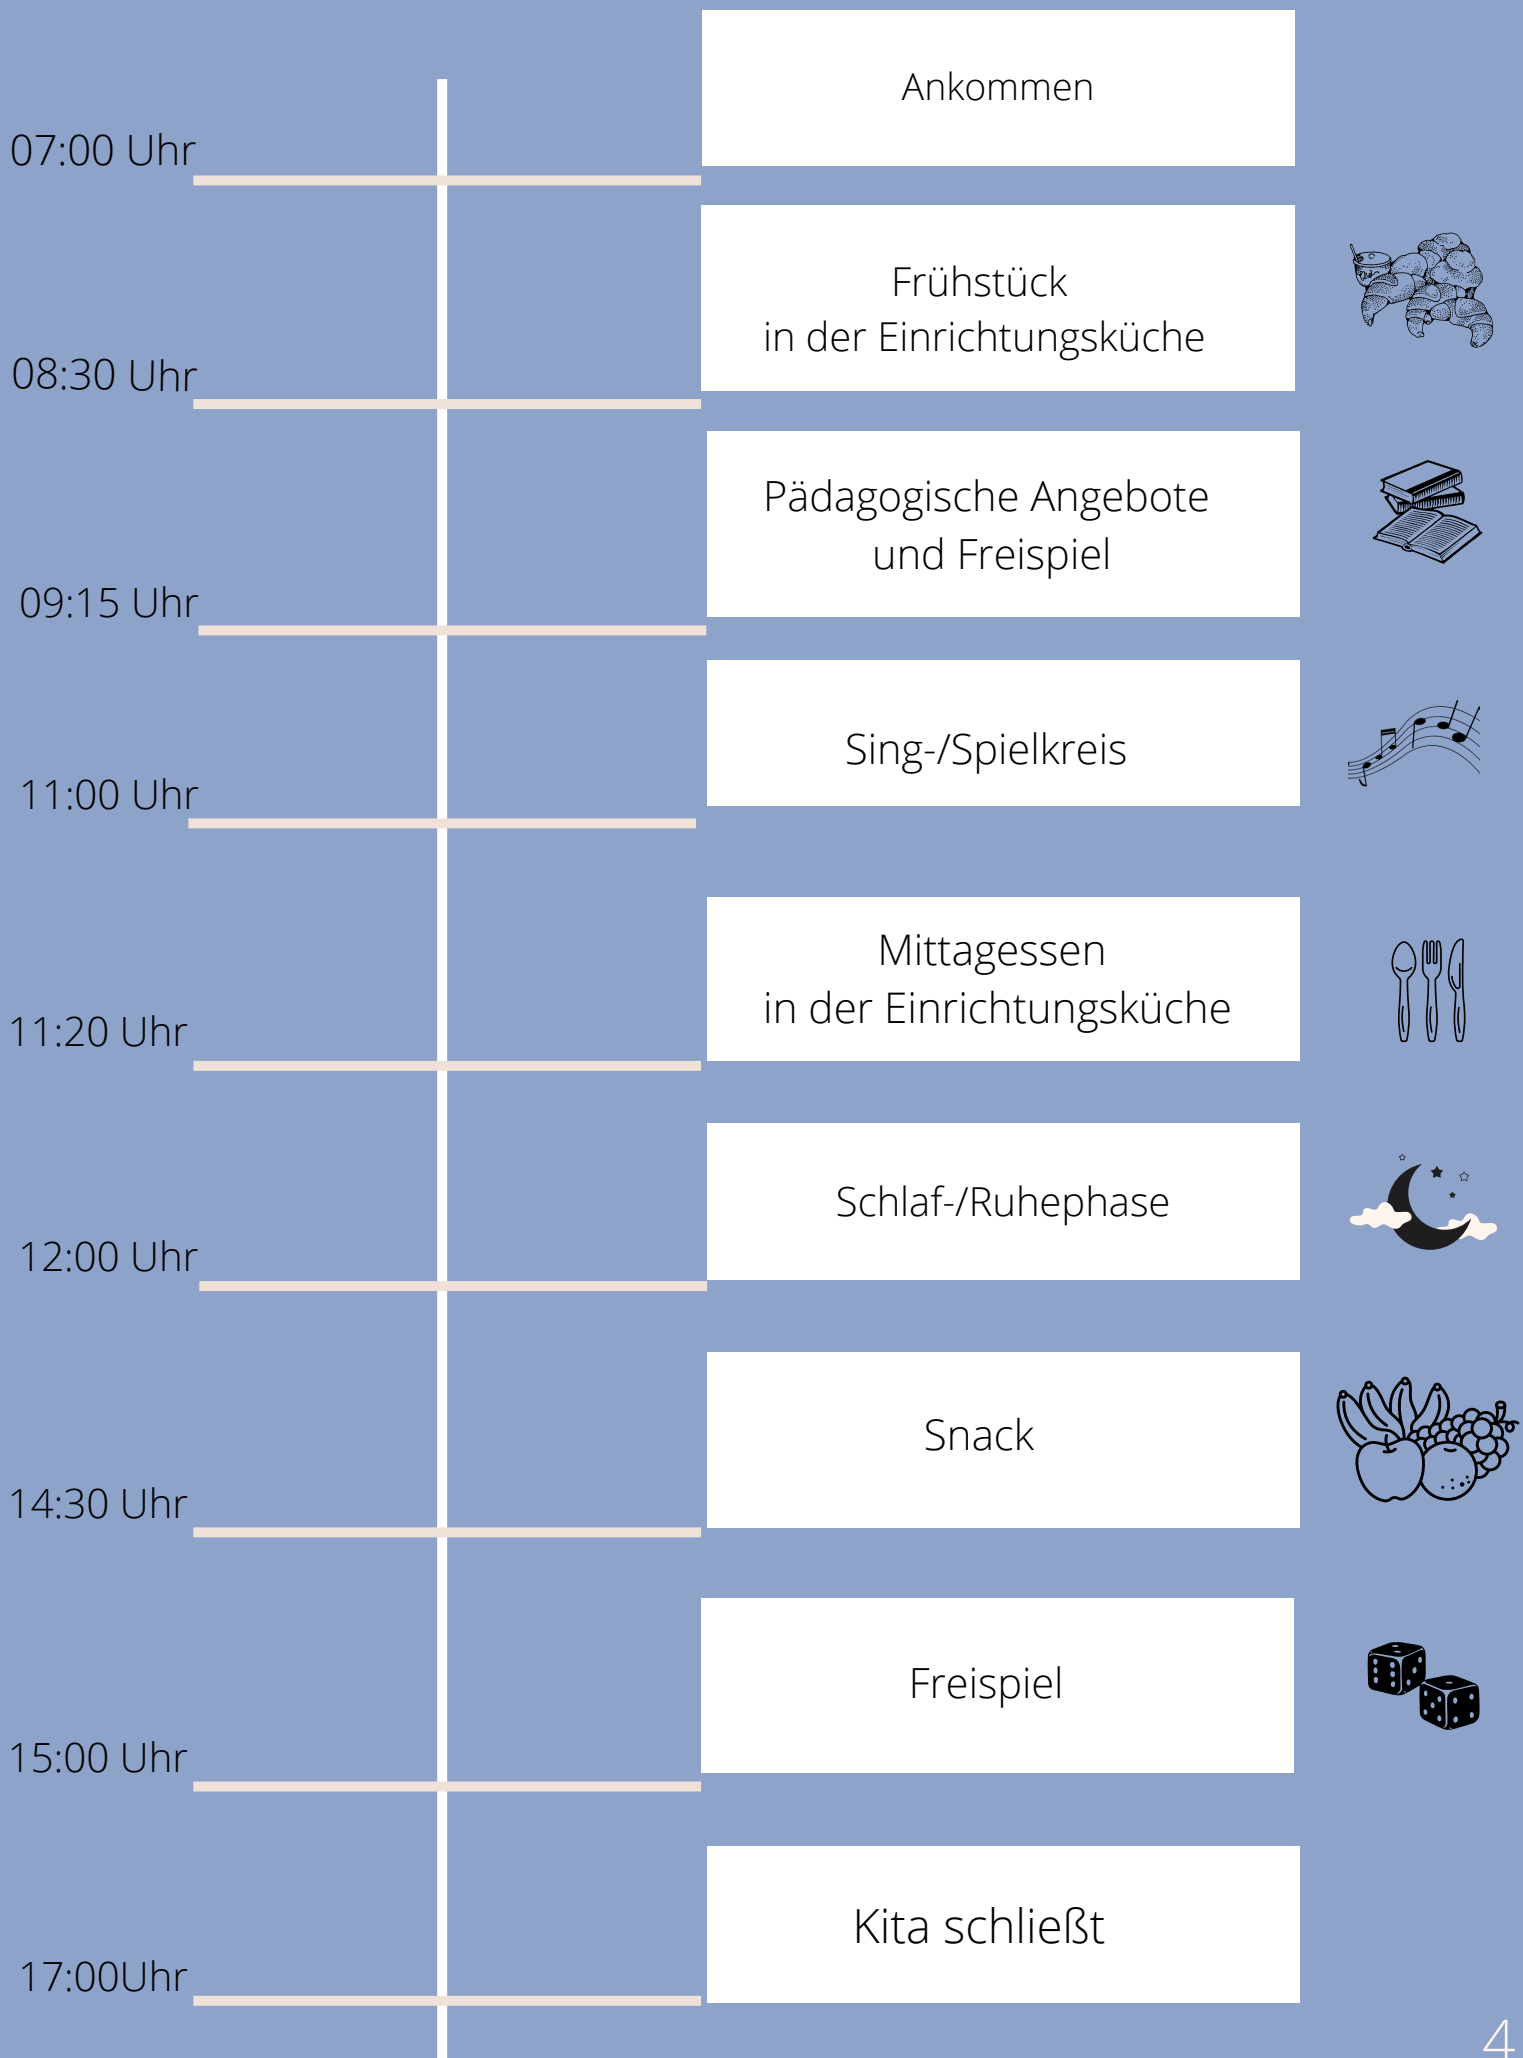 Ankommen
07:00 Uhr
Frühstück
in der Einrichtungsküche
08:30 Uhr
Pädagogische Angebote
und Freispiel
09:15 Uhr
Sing-/Spielkreis
11:00 Uhr
Mittagessen
in der Einrichtungsküche
11:20 Uhr
Schlaf-/Ruhephase
12:00 Uhr
Snack
14:30 Uhr
Freispiel
15:00 Uhr
Kita schließt
17:00Uhr
4